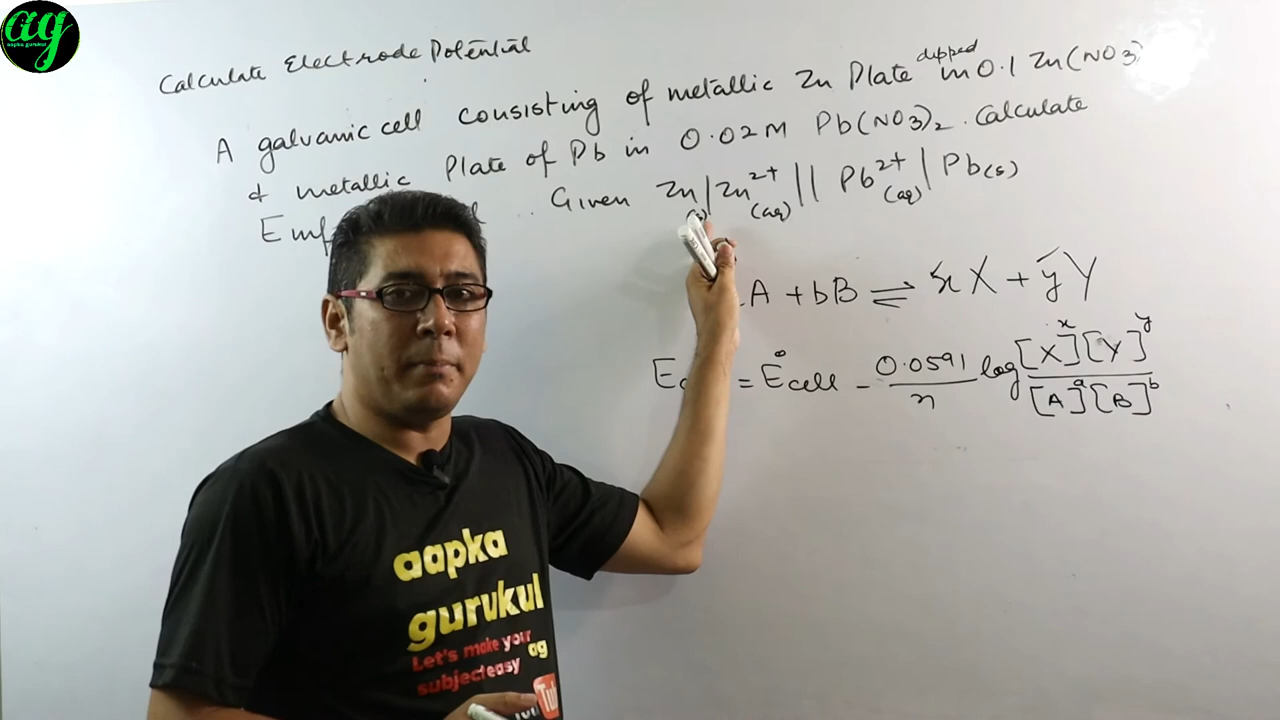 ag
aapka gurukul
Calculate Electrode Potential
A galvanic cell consisting of metallic Zn Plate dipped in 0.1 Zn(NO3)
& metallic Plate of Pb in 0.02M Pb(NO3)2. Calculate
Emf Given Zn(s)|Zn2+(aq)||Pb2+(aq)|Pb(s)
A + bB ⇌ xX + yY
E = E°cell - 0.0591/n log [X]^x[Y]^y/[A]^a[B]^b
aapka
gurukul
Let's make your
subject easy
ag